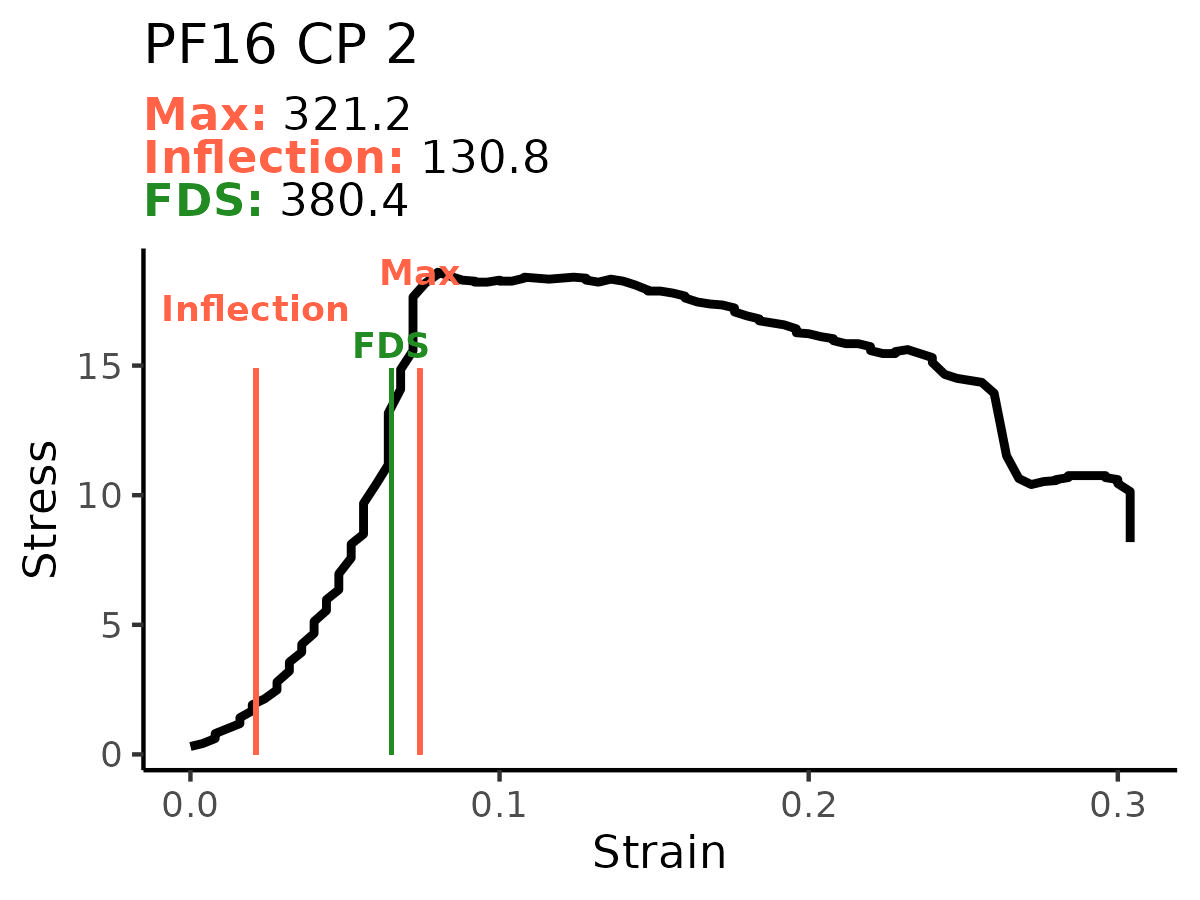 PF16 CP 2
Max: 321.2
Inflection: 130.8
FDS: 380.4
Max
Inflection
FDS
15
10
5
0
Stress
0.0 0.1 0.2 0.3
Strain